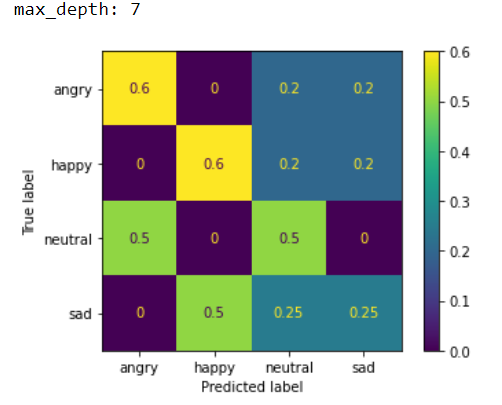 max_depth: 7
0.6
angry 0.6 0 0.2 0.2
0.5
happy 0 0.6 0.2 0.2
0.4
0.3
True label
neutral 0.5 0 0.5 0
0.2
sad 0 0.5 0.25 0.25
0.1
0.0
angry happy neutral sad
Predicted label